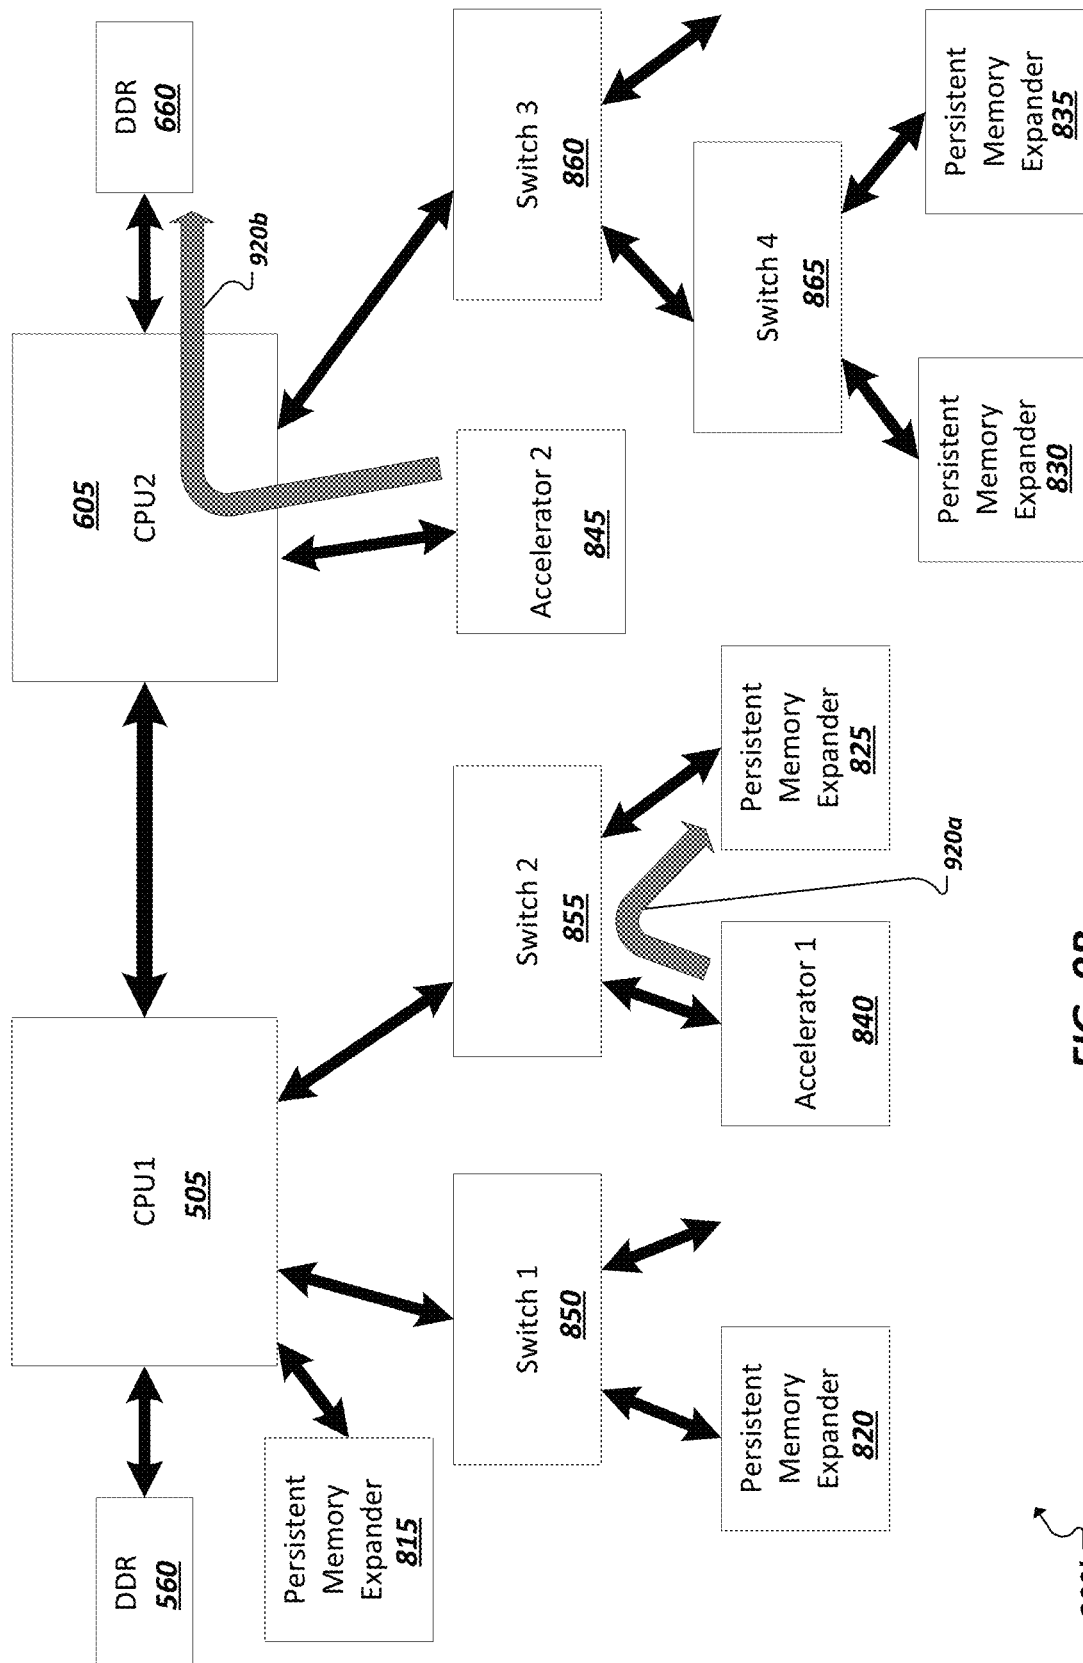 DDR
560
CPU1
505
605
CPU2
DDR
660
920b
Persistent
Memory
Expander
815
Switch 1
850
Switch 2
855
Accelerator 2
845
Switch 3
860
Persistent
Memory
Expander
820
Accelerator 1
840
Persistent
Memory
Expander
825
920a
Switch 4
865
Persistent
Memory
Expander
830
Persistent
Memory
Expander
835